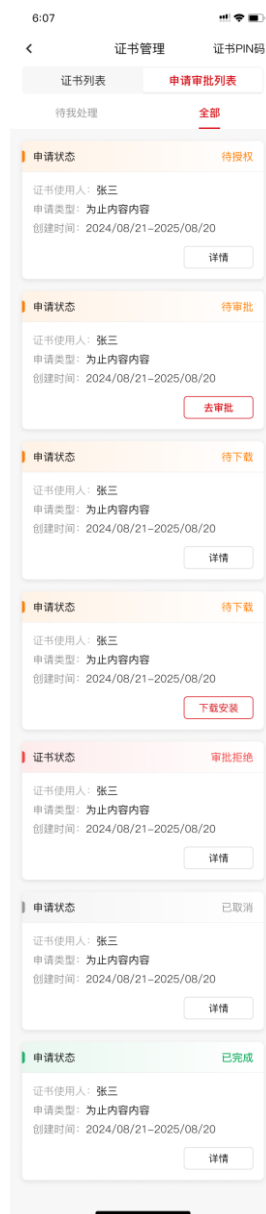 6:07
证书管理 证书PIN码
证书列表 申请审批列表
待我处理 全部
申请状态 待授权
证书使用人：张三
申请类型：为止内容内容
创建时间：2024/08/21-2025/08/20
详情
申请状态 待审批
证书使用人：张三
申请类型：为止内容内容
创建时间：2024/08/21-2025/08/20
去审批
申请状态 待下载
证书使用人：张三
申请类型：为止内容内容
创建时间：2024/08/21-2025/08/20
详情
申请状态 待下载
证书使用人：张三
申请类型：为止内容内容
创建时间：2024/08/21-2025/08/20
下载安装
证书状态 审批拒绝
证书使用人：张三
申请类型：为止内容内容
创建时间：2024/08/21-2025/08/20
详情
申请状态 已取消
证书使用人：张三
申请类型：为止内容内容
创建时间：2024/08/21-2025/08/20
详情
申请状态 已完成
证书使用人：张三
申请类型：为止内容内容
创建时间：2024/08/21-2025/08/20
详情